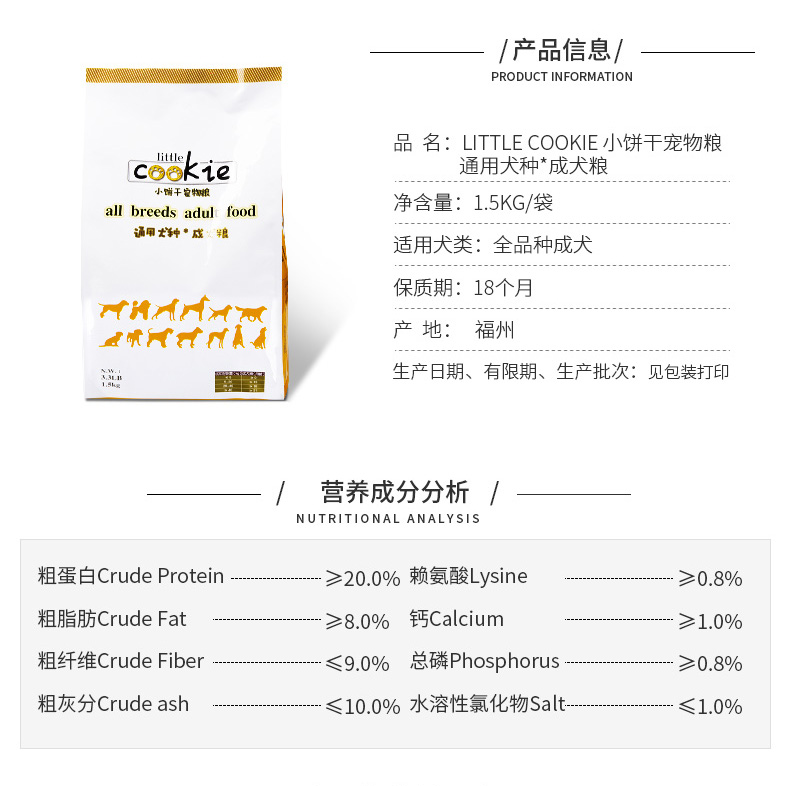 /产品信息/
PRODUCT INFORMATION
little
cookie
小饼干宠物粮
all breeds adult food
通用犬种*成 粮
N.W.:
3.3LB
1.5kg
品 名：LITTLE COOKIE 小饼干宠物粮
通用犬种*成犬粮
净含量：1.5KG/袋
适用犬类：全品种成犬
保质期：18个月
产 地： 福州
生产日期、有限期、生产批次：见包装打印
/ 营养成分分析 /
NUTRITIONAL ANALYSIS
粗蛋白Crude Protein ≥20.0% 赖氨酸Lysine ≥0.8%
粗脂肪Crude Fat ≥8.0% 钙Calcium ≥1.0%
粗纤维Crude Fiber ≤9.0% 总磷Phosphorus ≥0.8%
粗灰分Crude ash ≤10.0% 水溶性氯化物Salt ≤1.0%